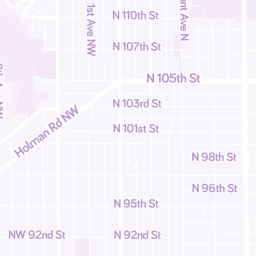 N 110th St
1st Ave NW
N 107th St
N 105th St
N 103rd St
Holman Rd NW
N 101st St
N 98th St
N 96th St
N 95th St
NW 92nd St
N 92nd St